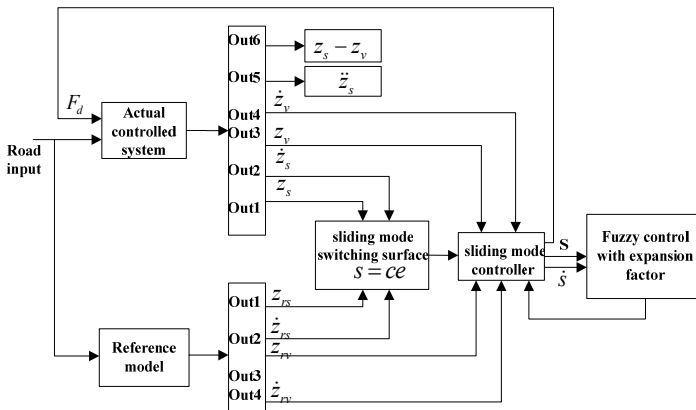 Out6
z_s − z_v
Out5
z̈_s
F_d
Actual
controlled
system
Out4
ż_v
Out3
z_v
Road
input
Out2
ż_s
z_s
Out1
sliding mode
switching surface
s = ce
sliding mode
controller
S
ṡ
Fuzzy control
with expansion
factor
Out1
z_rs
Reference
model
Out2
ż_rs
z_rv
Out3
Out4
ż_rv